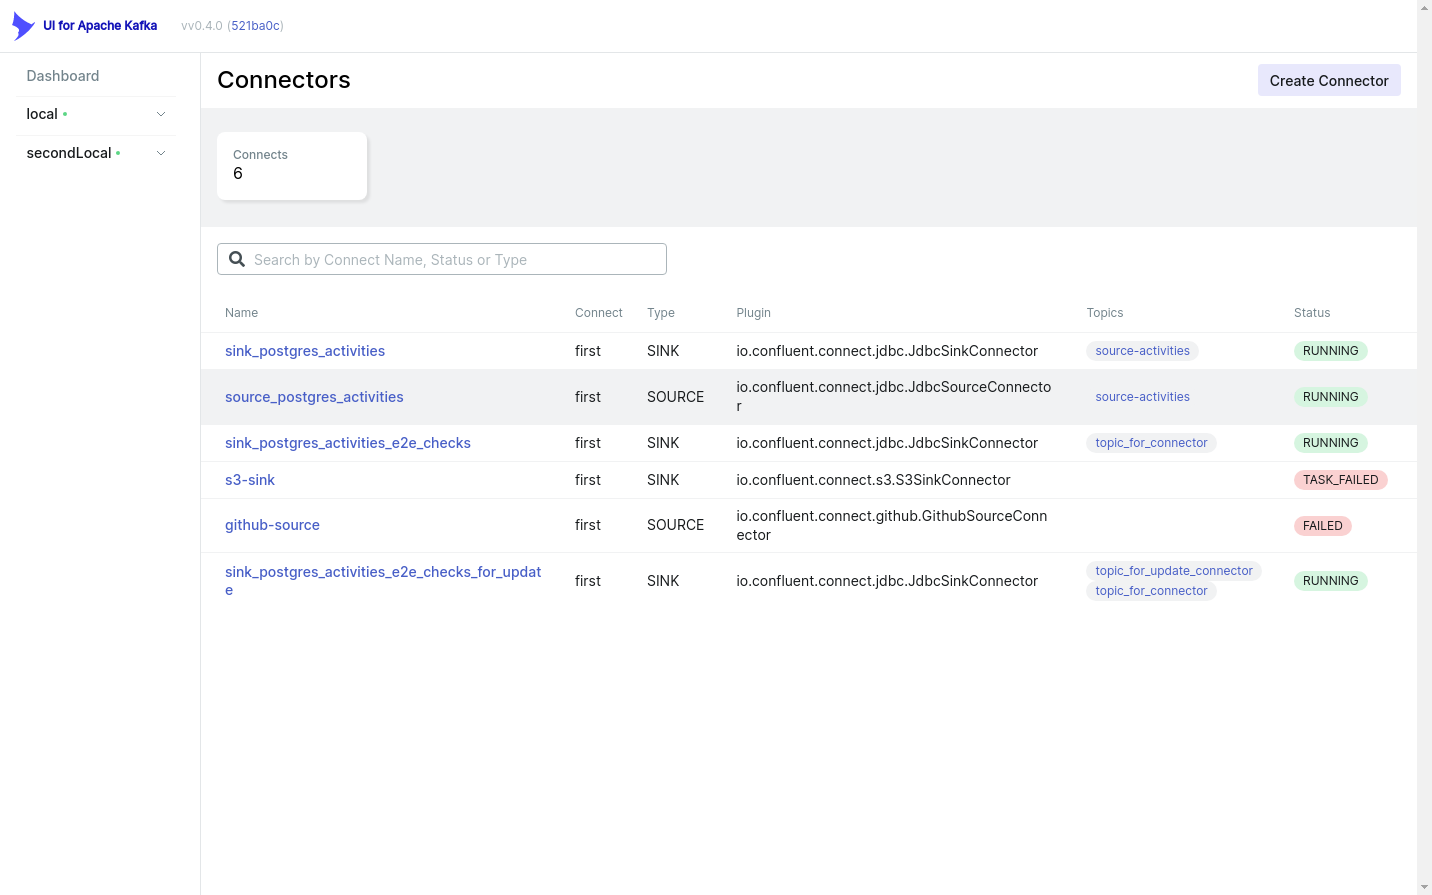 UI for Apache Kafka vv0.4.0 (521ba0c)
Dashboard
local
secondLocal
Connectors
Create Connector
Connects
6
Search by Connect Name, Status or Type
Name Connect Type Plugin Topics Status
sink_postgres_activities first SINK io.confluent.connect.jdbc.JdbcSinkConnector source-activities RUNNING
source_postgres_activities first SOURCE io.confluent.connect.jdbc.JdbcSourceConnecto
r source-activities RUNNING
sink_postgres_activities_e2e_checks first SINK io.confluent.connect.jdbc.JdbcSinkConnector topic_for_connector RUNNING
s3-sink first SINK io.confluent.connect.s3.S3SinkConnector TASK_FAILED
github-source first SOURCE io.confluent.connect.github.GithubSourceConn
ector FAILED
sink_postgres_activities_e2e_checks_for_updat
e first SINK io.confluent.connect.jdbc.JdbcSinkConnector topic_for_update_connector
topic_for_connector RUNNING